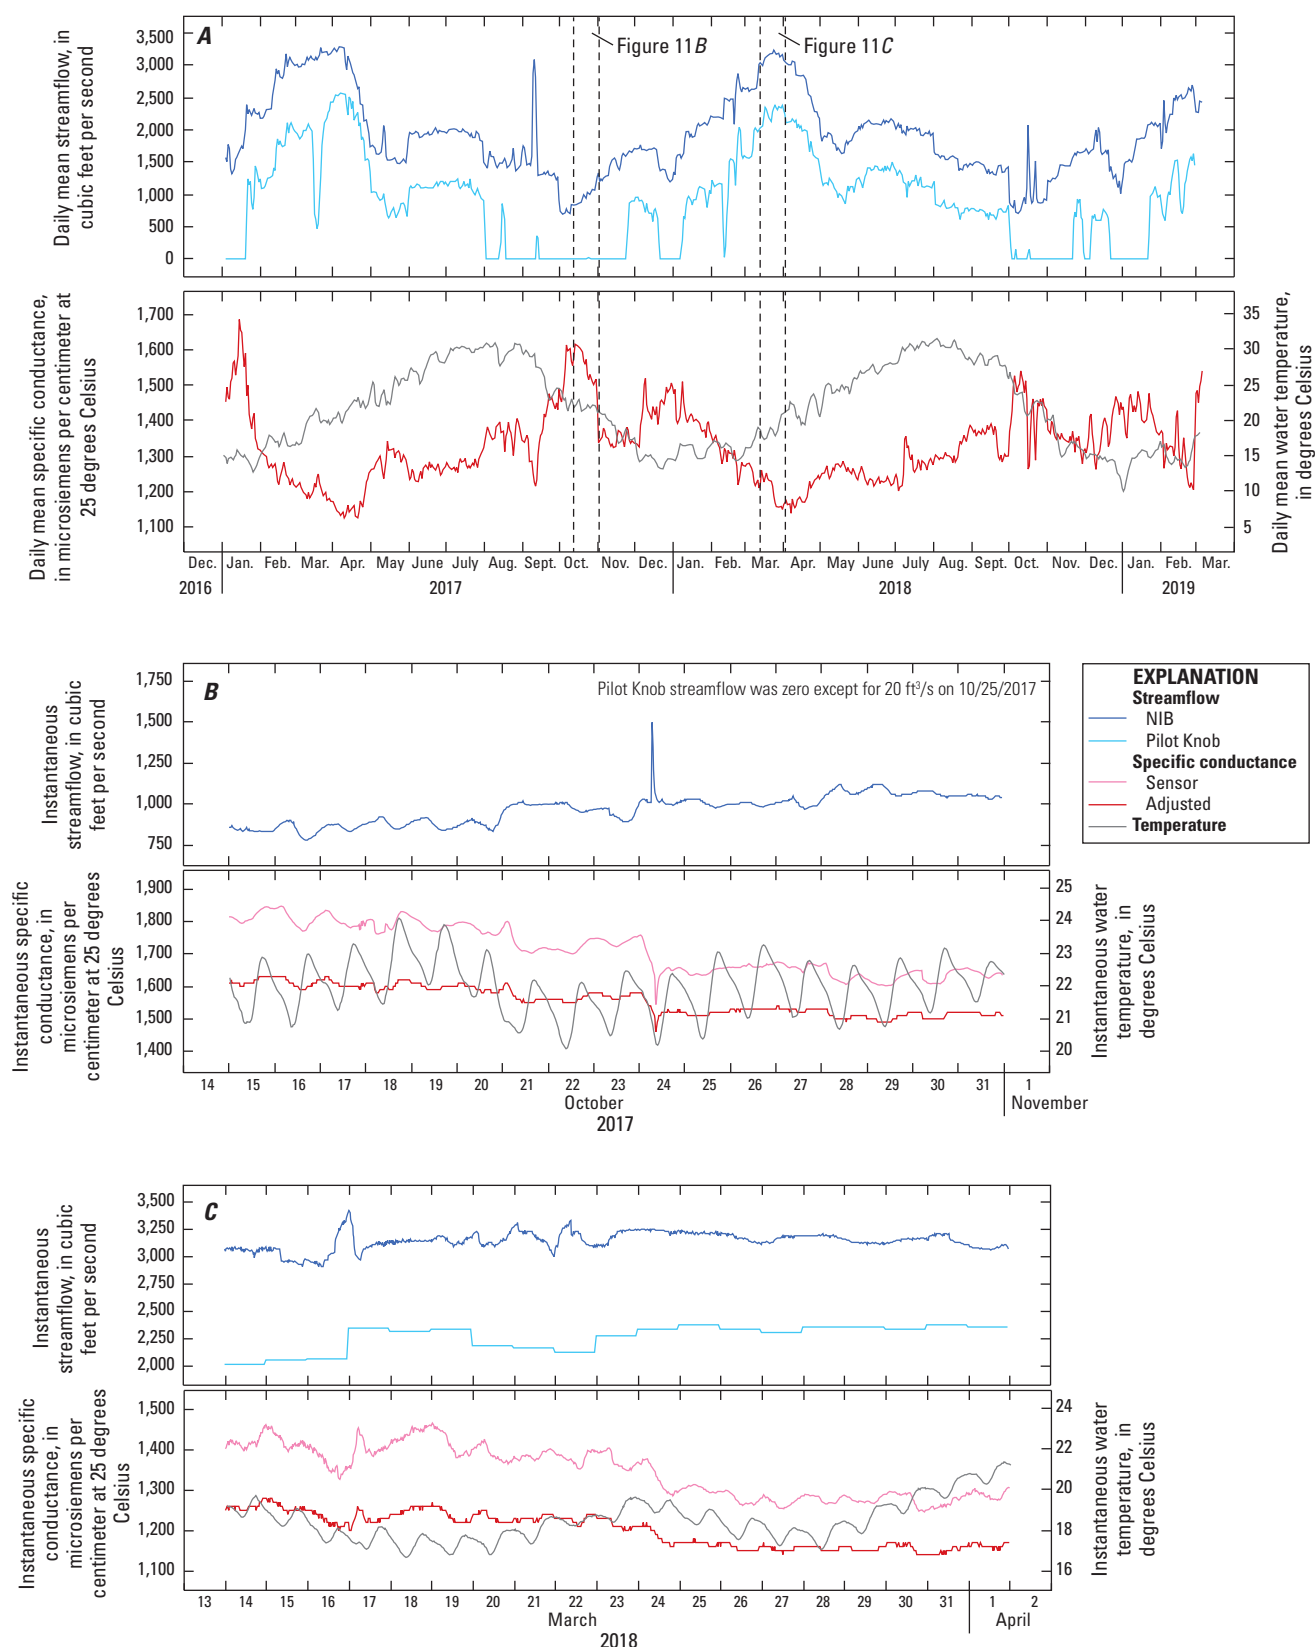 A
Figure 11B
Figure 11C
Daily mean streamflow, in
cubic feet per second
3,500
3,000
2,500
2,000
1,500
1,000
500
0
Daily mean specific conductance,
in microsiemens per centimeter at
25 degrees Celsius
1,700
1,600
1,500
1,400
1,300
1,200
1,100
35
30
25
20
15
10
5
Daily mean water temperature,
in degrees Celsius
Dec. Jan. Feb. Mar. Apr. May June July Aug. Sept. Oct. Nov. Dec. Jan. Feb. Mar. Apr. May June July Aug. Sept. Oct. Nov. Dec. Jan. Feb. Mar.
2016 2017 2018 2019
B
Pilot Knob streamflow was zero except for 20 ft³/s on 10/25/2017
Instantaneous
streamflow, in cubic
feet per second
1,750
1,500
1,250
1,000
750
EXPLANATION
Streamflow
NIB
Pilot Knob
Specific conductance
Sensor
Adjusted
Temperature
Instantaneous specific
conductance, in
microsiemens per
centimeter at 25 degrees
Celsius
1,900
1,800
1,700
1,600
1,500
1,400
25
24
23
22
21
20
Instantaneous water
temperature, in
degrees Celsius
14 15 16 17 18 19 20 21 22 23 24 25 26 27 28 29 30 31 1
October November
2017
C
Instantaneous
streamflow, in cubic
feet per second
3,500
3,250
3,000
2,750
2,500
2,250
2,000
Instantaneous specific
conductance, in
microsiemens per
centimeter at 25 degrees
Celsius
1,500
1,400
1,300
1,200
1,100
24
22
20
18
16
Instantaneous water
temperature, in
degrees Celsius
13 14 15 16 17 18 19 20 21 22 23 24 25 26 27 28 29 30 31 1 2
March April
2018